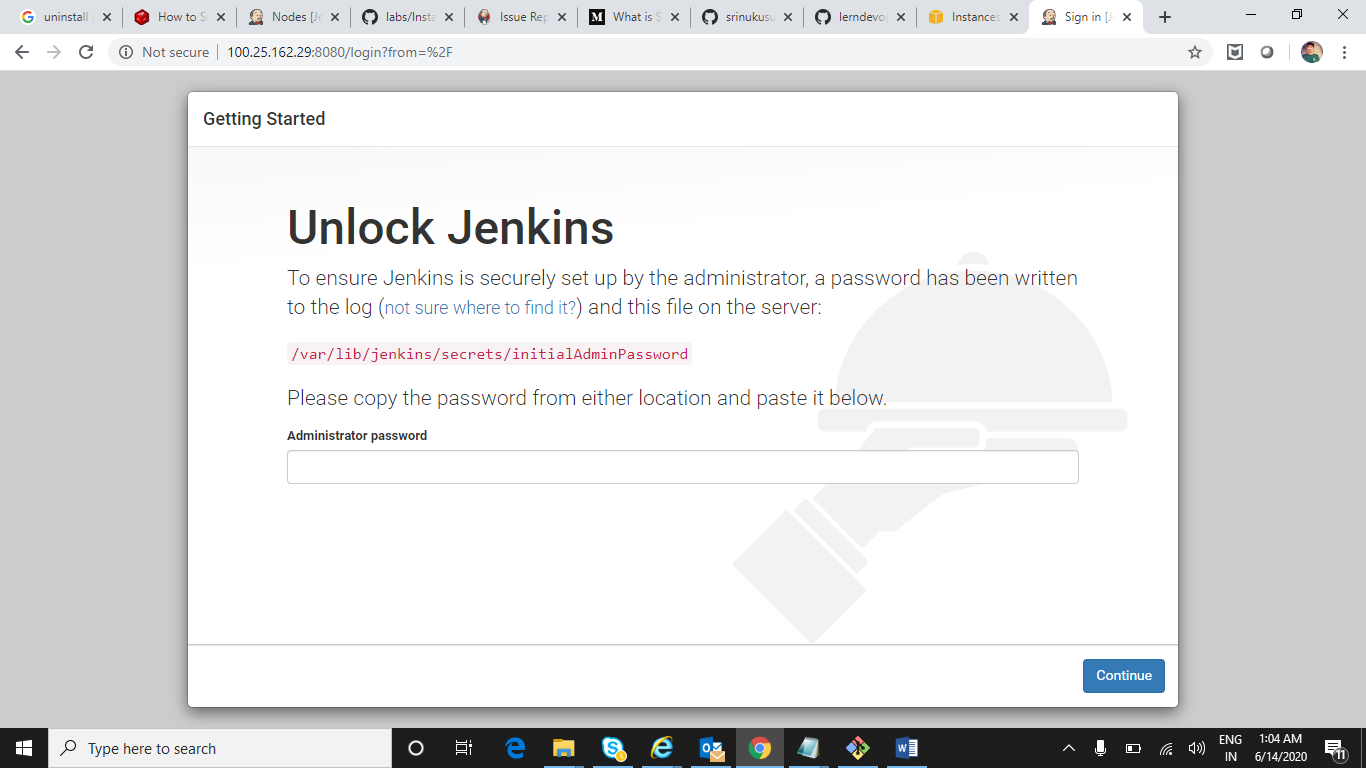 uninstall
How to S
Nodes [Je
labs/Insta
Issue Rep
M
What is S
srinukusu
lerndevop
Instances
Sign in [J
Not secure
100.25.162.29:8080/login?from=%2F
Getting Started
Unlock Jenkins
To ensure Jenkins is securely set up by the administrator, a password has been written
to the log (not sure where to find it?) and this file on the server:
/var/lib/jenkins/secrets/initialAdminPassword
Please copy the password from either location and paste it below.
Administrator password
Continue
Type here to search
ENG
IN
1:04 AM
6/14/2020
11